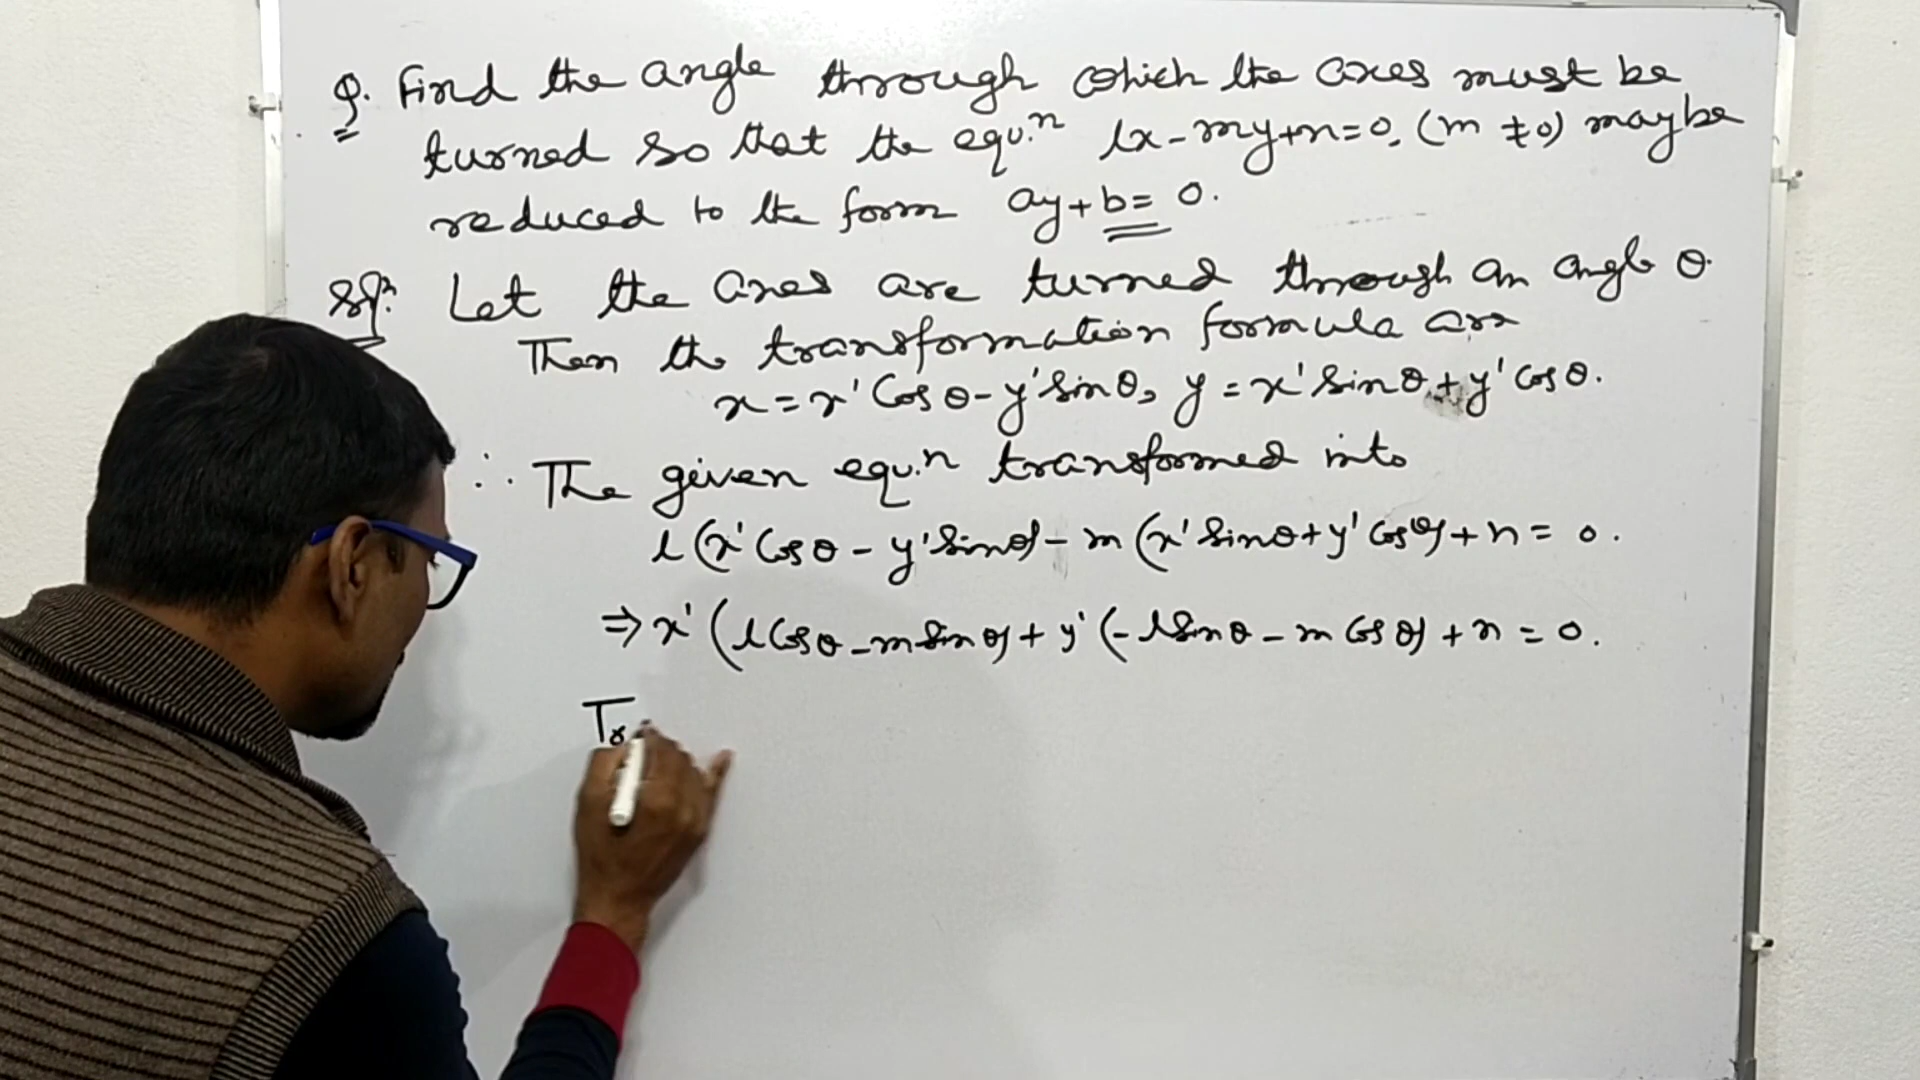 Q. Find the angle through which the axes must be
turned so that the equ.n lx-my+n=0, (m ≠ 0) may be
reduced to the form ay+b=0.
Sol.n Let the axes are turned through an angle θ.
Then the transformation formula are
x = x' Cos θ - y' sin θ, y = x' sin θ + y' cos θ.
∴ The given equ.n transformed into
l (x' Cos θ - y' sin θ) - m (x' sin θ + y' Cos θ) + n = 0.
⇒ x' (l Cos θ - m sin θ) + y' (- l sin θ - m Cos θ) + n = 0.
To